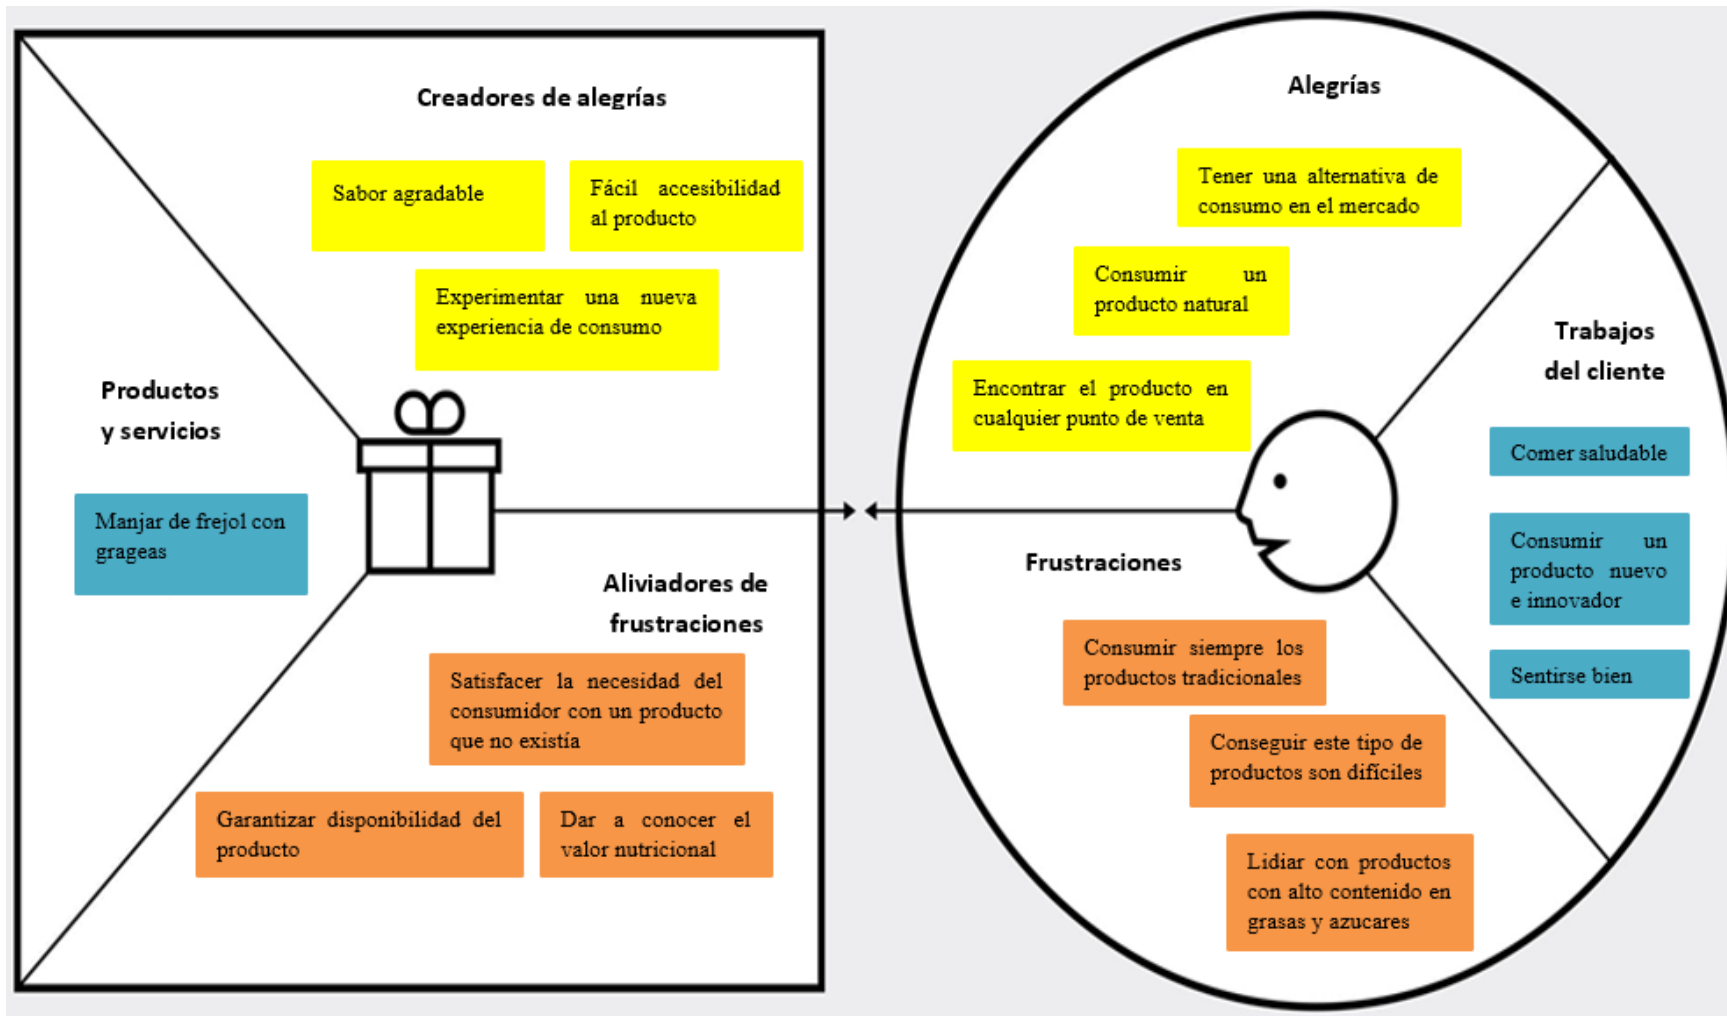 Creadores de alegrías
Sabor agradable
Fácil accesibilidad
al producto
Experimentar una nueva
experiencia de consumo
Productos
y servicios
Manjar de frejol con
grageas
Aliviadores de
frustraciones
Satisfacer la necesidad del
consumidor con un producto
que no existía
Garantizar disponibilidad del
producto
Dar a conocer el
valor nutricional
Alegrías
Tener una alternativa de
consumo en el mercado
Consumir un
producto natural
Encontrar el producto en
cualquier punto de venta
Trabajos
del cliente
Comer saludable
Consumir un
producto nuevo
e innovador
Sentirse bien
Frustraciones
Consumir siempre los
productos tradicionales
Conseguir este tipo de
productos son difíciles
Lidiar con productos
con alto contenido en
grasas y azucares